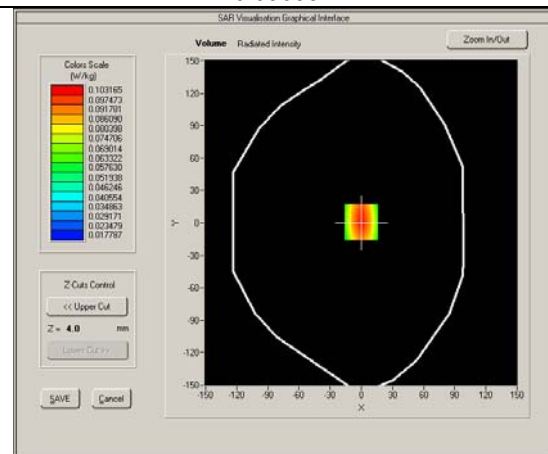 SAR Visualisation Graphical Interface
Volume Radiated Intensity
Zoom In/Out
Colors Scale
(W/kg)
0.103165
0.097473
0.091781
0.086090
0.080398
0.074706
0.069014
0.063322
0.057630
0.051938
0.046246
0.040554
0.034863
0.029171
0.023479
0.017787
150
120
90
60
30
0
-30
-60
-90
-120
-150
Y
-150 -120 -90 -60 -30 0 30 60 90 120 150
X
Z-Cuts Control
<< Upper Cut
Z = 4.0 mm
Lower Cut >>
SAVE Cancel